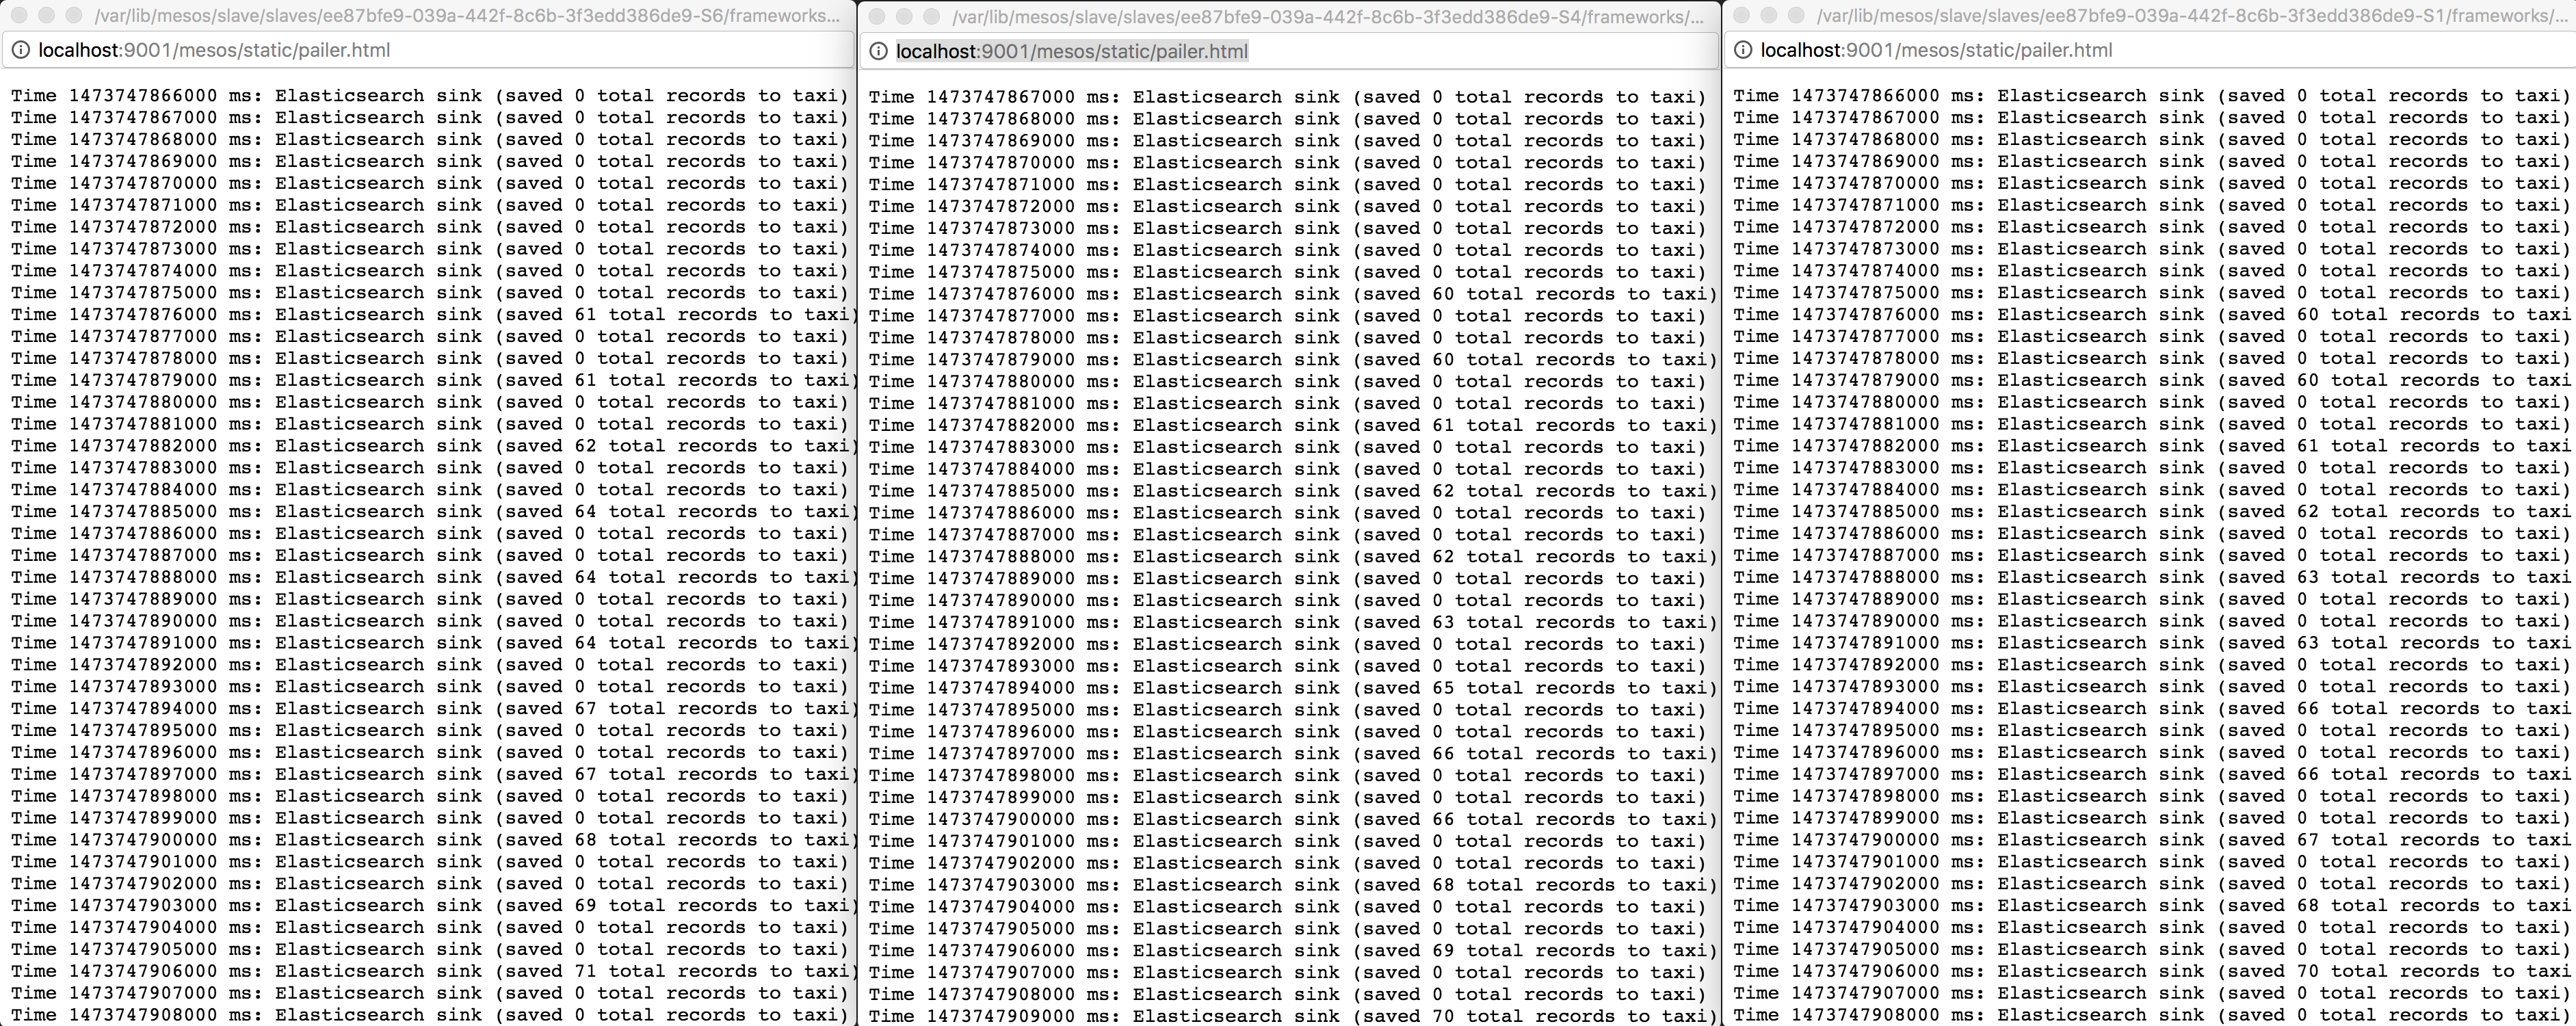 /var/lib/mesos/slave/slaves/ee87bfe9-039a-442f-8c6b-3f3edd386de9-S6/frameworks...
localhost:9001/mesos/static/pailer.html
Time 1473747866000 ms: Elasticsearch sink (saved 0 total records to taxi)
Time 1473747867000 ms: Elasticsearch sink (saved 0 total records to taxi)
Time 1473747868000 ms: Elasticsearch sink (saved 0 total records to taxi)
Time 1473747869000 ms: Elasticsearch sink (saved 0 total records to taxi)
Time 1473747870000 ms: Elasticsearch sink (saved 0 total records to taxi)
Time 1473747871000 ms: Elasticsearch sink (saved 0 total records to taxi)
Time 1473747872000 ms: Elasticsearch sink (saved 0 total records to taxi)
Time 1473747873000 ms: Elasticsearch sink (saved 0 total records to taxi)
Time 1473747874000 ms: Elasticsearch sink (saved 0 total records to taxi)
Time 1473747875000 ms: Elasticsearch sink (saved 0 total records to taxi)
Time 1473747876000 ms: Elasticsearch sink (saved 61 total records to taxi)
Time 1473747877000 ms: Elasticsearch sink (saved 0 total records to taxi)
Time 1473747878000 ms: Elasticsearch sink (saved 0 total records to taxi)
Time 1473747879000 ms: Elasticsearch sink (saved 61 total records to taxi)
Time 1473747880000 ms: Elasticsearch sink (saved 0 total records to taxi)
Time 1473747881000 ms: Elasticsearch sink (saved 0 total records to taxi)
Time 1473747882000 ms: Elasticsearch sink (saved 62 total records to taxi)
Time 1473747883000 ms: Elasticsearch sink (saved 0 total records to taxi)
Time 1473747884000 ms: Elasticsearch sink (saved 0 total records to taxi)
Time 1473747885000 ms: Elasticsearch sink (saved 64 total records to taxi)
Time 1473747886000 ms: Elasticsearch sink (saved 0 total records to taxi)
Time 1473747887000 ms: Elasticsearch sink (saved 0 total records to taxi)
Time 1473747888000 ms: Elasticsearch sink (saved 64 total records to taxi)
Time 1473747889000 ms: Elasticsearch sink (saved 0 total records to taxi)
Time 1473747890000 ms: Elasticsearch sink (saved 0 total records to taxi)
Time 1473747891000 ms: Elasticsearch sink (saved 64 total records to taxi)
Time 1473747892000 ms: Elasticsearch sink (saved 0 total records to taxi)
Time 1473747893000 ms: Elasticsearch sink (saved 0 total records to taxi)
Time 1473747894000 ms: Elasticsearch sink (saved 67 total records to taxi)
Time 1473747895000 ms: Elasticsearch sink (saved 0 total records to taxi)
Time 1473747896000 ms: Elasticsearch sink (saved 0 total records to taxi)
Time 1473747897000 ms: Elasticsearch sink (saved 67 total records to taxi)
Time 1473747898000 ms: Elasticsearch sink (saved 0 total records to taxi)
Time 1473747899000 ms: Elasticsearch sink (saved 0 total records to taxi)
Time 1473747900000 ms: Elasticsearch sink (saved 68 total records to taxi)
Time 1473747901000 ms: Elasticsearch sink (saved 0 total records to taxi)
Time 1473747902000 ms: Elasticsearch sink (saved 0 total records to taxi)
Time 1473747903000 ms: Elasticsearch sink (saved 69 total records to taxi)
Time 1473747904000 ms: Elasticsearch sink (saved 0 total records to taxi)
Time 1473747905000 ms: Elasticsearch sink (saved 0 total records to taxi)
Time 1473747906000 ms: Elasticsearch sink (saved 71 total records to taxi)
Time 1473747907000 ms: Elasticsearch sink (saved 0 total records to taxi)
Time 1473747908000 ms: Elasticsearch sink (saved 0 total records to taxi)
/var/lib/mesos/slave/slaves/ee87bfe9-039a-442f-8c6b-3f3edd386de9-S4/frameworks/...
localhost:9001/mesos/static/pailer.html
Time 1473747867000 ms: Elasticsearch sink (saved 0 total records to taxi)
Time 1473747868000 ms: Elasticsearch sink (saved 0 total records to taxi)
Time 1473747869000 ms: Elasticsearch sink (saved 0 total records to taxi)
Time 1473747870000 ms: Elasticsearch sink (saved 0 total records to taxi)
Time 1473747871000 ms: Elasticsearch sink (saved 0 total records to taxi)
Time 1473747872000 ms: Elasticsearch sink (saved 0 total records to taxi)
Time 1473747873000 ms: Elasticsearch sink (saved 0 total records to taxi)
Time 1473747874000 ms: Elasticsearch sink (saved 0 total records to taxi)
Time 1473747875000 ms: Elasticsearch sink (saved 0 total records to taxi)
Time 1473747876000 ms: Elasticsearch sink (saved 60 total records to taxi)
Time 1473747877000 ms: Elasticsearch sink (saved 0 total records to taxi)
Time 1473747878000 ms: Elasticsearch sink (saved 0 total records to taxi)
Time 1473747879000 ms: Elasticsearch sink (saved 60 total records to taxi)
Time 1473747880000 ms: Elasticsearch sink (saved 0 total records to taxi)
Time 1473747881000 ms: Elasticsearch sink (saved 0 total records to taxi)
Time 1473747882000 ms: Elasticsearch sink (saved 61 total records to taxi)
Time 1473747883000 ms: Elasticsearch sink (saved 0 total records to taxi)
Time 1473747884000 ms: Elasticsearch sink (saved 0 total records to taxi)
Time 1473747885000 ms: Elasticsearch sink (saved 62 total records to taxi)
Time 1473747886000 ms: Elasticsearch sink (saved 0 total records to taxi)
Time 1473747887000 ms: Elasticsearch sink (saved 0 total records to taxi)
Time 1473747888000 ms: Elasticsearch sink (saved 62 total records to taxi)
Time 1473747889000 ms: Elasticsearch sink (saved 0 total records to taxi)
Time 1473747890000 ms: Elasticsearch sink (saved 0 total records to taxi)
Time 1473747891000 ms: Elasticsearch sink (saved 63 total records to taxi)
Time 1473747892000 ms: Elasticsearch sink (saved 0 total records to taxi)
Time 1473747893000 ms: Elasticsearch sink (saved 0 total records to taxi)
Time 1473747894000 ms: Elasticsearch sink (saved 65 total records to taxi)
Time 1473747895000 ms: Elasticsearch sink (saved 0 total records to taxi)
Time 1473747896000 ms: Elasticsearch sink (saved 0 total records to taxi)
Time 1473747897000 ms: Elasticsearch sink (saved 66 total records to taxi)
Time 1473747898000 ms: Elasticsearch sink (saved 0 total records to taxi)
Time 1473747899000 ms: Elasticsearch sink (saved 0 total records to taxi)
Time 1473747900000 ms: Elasticsearch sink (saved 66 total records to taxi)
Time 1473747901000 ms: Elasticsearch sink (saved 0 total records to taxi)
Time 1473747902000 ms: Elasticsearch sink (saved 0 total records to taxi)
Time 1473747903000 ms: Elasticsearch sink (saved 68 total records to taxi)
Time 1473747904000 ms: Elasticsearch sink (saved 0 total records to taxi)
Time 1473747905000 ms: Elasticsearch sink (saved 0 total records to taxi)
Time 1473747906000 ms: Elasticsearch sink (saved 69 total records to taxi)
Time 1473747907000 ms: Elasticsearch sink (saved 0 total records to taxi)
Time 1473747908000 ms: Elasticsearch sink (saved 0 total records to taxi)
Time 1473747909000 ms: Elasticsearch sink (saved 70 total records to taxi)
/var/lib/mesos/slave/slaves/ee87bfe9-039a-442f-8c6b-3f3edd386de9-S1/frameworks/...
localhost:9001/mesos/static/pailer.html
Time 1473747866000 ms: Elasticsearch sink (saved 0 total records to taxi)
Time 1473747867000 ms: Elasticsearch sink (saved 0 total records to taxi)
Time 1473747868000 ms: Elasticsearch sink (saved 0 total records to taxi)
Time 1473747869000 ms: Elasticsearch sink (saved 0 total records to taxi)
Time 1473747870000 ms: Elasticsearch sink (saved 0 total records to taxi)
Time 1473747871000 ms: Elasticsearch sink (saved 0 total records to taxi)
Time 1473747872000 ms: Elasticsearch sink (saved 0 total records to taxi)
Time 1473747873000 ms: Elasticsearch sink (saved 0 total records to taxi)
Time 1473747874000 ms: Elasticsearch sink (saved 0 total records to taxi)
Time 1473747875000 ms: Elasticsearch sink (saved 0 total records to taxi)
Time 1473747876000 ms: Elasticsearch sink (saved 60 total records to taxi
Time 1473747877000 ms: Elasticsearch sink (saved 0 total records to taxi)
Time 1473747878000 ms: Elasticsearch sink (saved 0 total records to taxi)
Time 1473747879000 ms: Elasticsearch sink (saved 60 total records to taxi
Time 1473747880000 ms: Elasticsearch sink (saved 0 total records to taxi)
Time 1473747881000 ms: Elasticsearch sink (saved 0 total records to taxi)
Time 1473747882000 ms: Elasticsearch sink (saved 61 total records to taxi
Time 1473747883000 ms: Elasticsearch sink (saved 0 total records to taxi)
Time 1473747884000 ms: Elasticsearch sink (saved 0 total records to taxi)
Time 1473747885000 ms: Elasticsearch sink (saved 62 total records to taxi
Time 1473747886000 ms: Elasticsearch sink (saved 0 total records to taxi)
Time 1473747887000 ms: Elasticsearch sink (saved 0 total records to taxi)
Time 1473747888000 ms: Elasticsearch sink (saved 63 total records to taxi
Time 1473747889000 ms: Elasticsearch sink (saved 0 total records to taxi)
Time 1473747890000 ms: Elasticsearch sink (saved 0 total records to taxi)
Time 1473747891000 ms: Elasticsearch sink (saved 63 total records to taxi
Time 1473747892000 ms: Elasticsearch sink (saved 0 total records to taxi)
Time 1473747893000 ms: Elasticsearch sink (saved 0 total records to taxi)
Time 1473747894000 ms: Elasticsearch sink (saved 66 total records to taxi
Time 1473747895000 ms: Elasticsearch sink (saved 0 total records to taxi)
Time 1473747896000 ms: Elasticsearch sink (saved 0 total records to taxi)
Time 1473747897000 ms: Elasticsearch sink (saved 66 total records to taxi
Time 1473747898000 ms: Elasticsearch sink (saved 0 total records to taxi)
Time 1473747899000 ms: Elasticsearch sink (saved 0 total records to taxi)
Time 1473747900000 ms: Elasticsearch sink (saved 67 total records to taxi
Time 1473747901000 ms: Elasticsearch sink (saved 0 total records to taxi)
Time 1473747902000 ms: Elasticsearch sink (saved 0 total records to taxi)
Time 1473747903000 ms: Elasticsearch sink (saved 68 total records to taxi
Time 1473747904000 ms: Elasticsearch sink (saved 0 total records to taxi)
Time 1473747905000 ms: Elasticsearch sink (saved 0 total records to taxi)
Time 1473747906000 ms: Elasticsearch sink (saved 70 total records to taxi
Time 1473747907000 ms: Elasticsearch sink (saved 0 total records to taxi)
Time 1473747908000 ms: Elasticsearch sink (saved 0 total records to taxi)